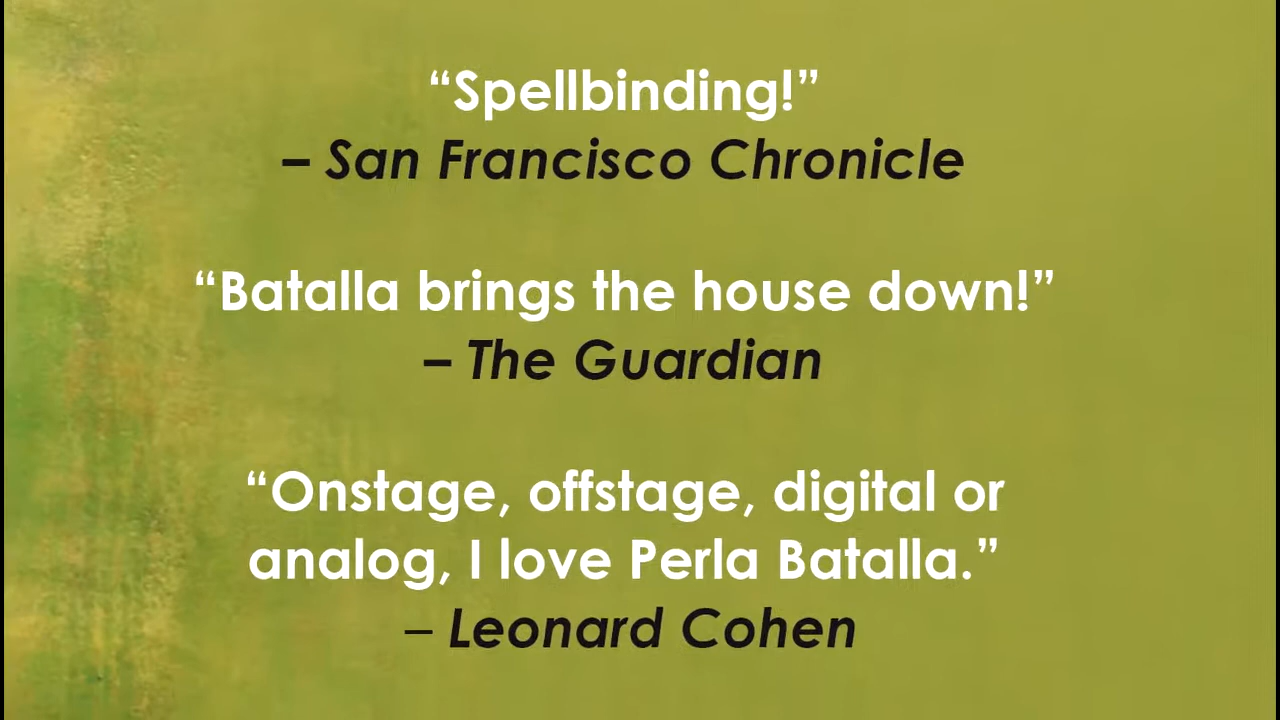 “Spellbinding!”
– San Francisco Chronicle
“Batalla brings the house down!”
– The Guardian
“Onstage, offstage, digital or
analog, I love Perla Batalla.”
– Leonard Cohen